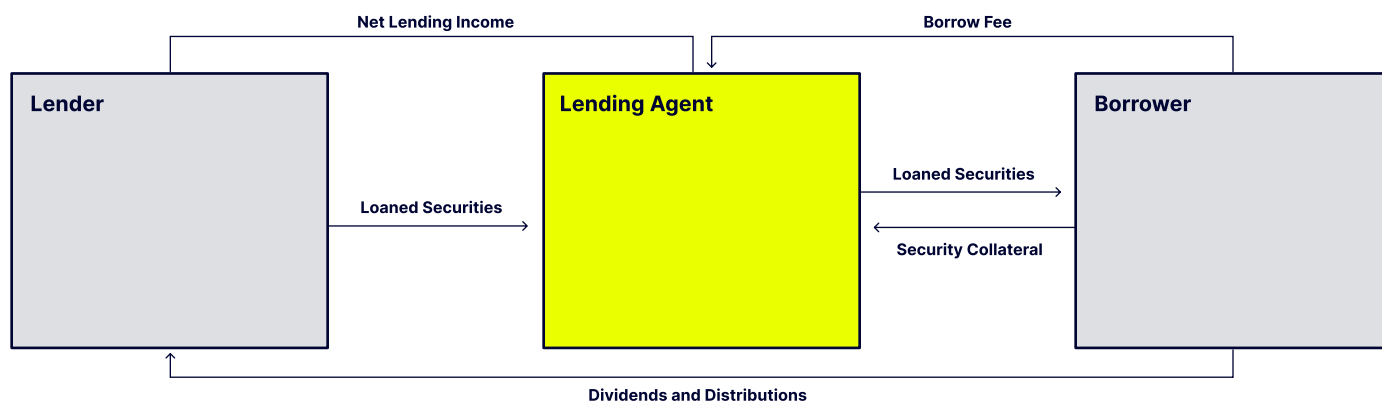 Net Lending Income
Borrow Fee
Lender
Lending Agent
Borrower
Loaned Securities
Loaned Securities
Security Collateral
Dividends and Distributions